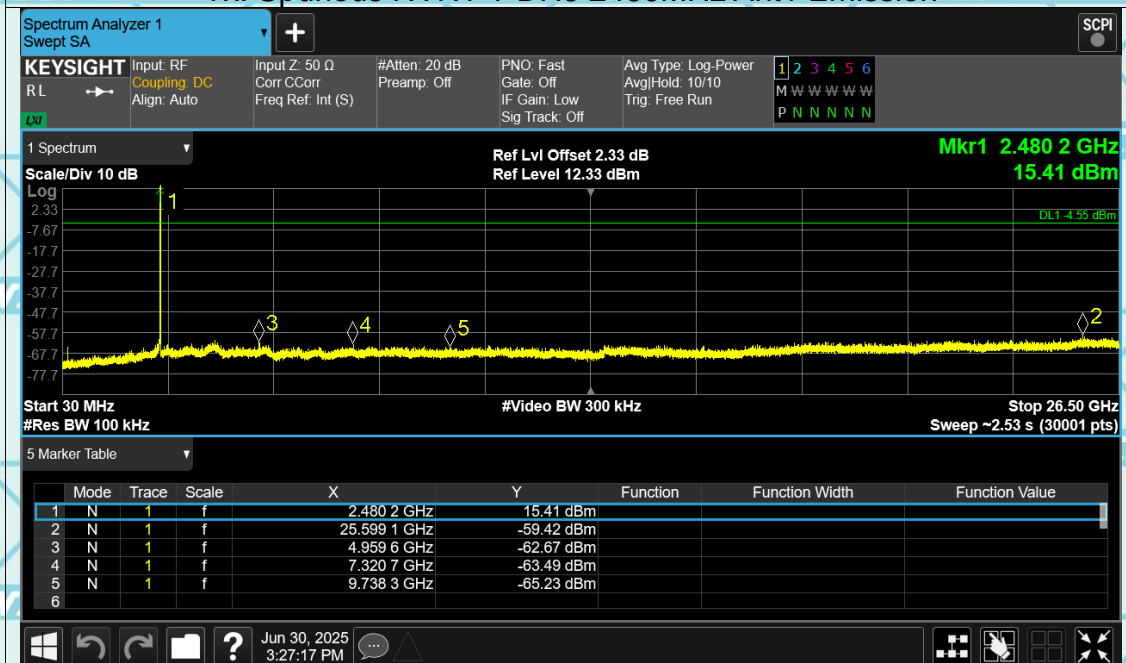 Spectrum Analyzer 1
Swept SA
SCPI
KEYSIGHT
R L
LXI
Input: RF
Coupling: DC
Align: Auto
Input Z: 50 Ω
Corr CCorr
Freq Ref: Int (S)
#Atten: 20 dB
Preamp: Off
PNO: Fast
Gate: Off
IF Gain: Low
Sig Track: Off
Avg Type: Log-Power
Avg|Hold: 10/10
Trig: Free Run
1 2 3 4 5 6
M W W W W W
P N N N N N
1 Spectrum
Scale/Div 10 dB
Ref Lvl Offset 2.33 dB
Ref Level 12.33 dBm
Mkr1 2.480 2 GHz
15.41 dBm
Log
2.33
-7.67
-17.7
-27.7
-37.7
-47.7
-57.7
-67.7
-77.7
DL1 -4.55 dBm
1
3
4
5
2
Start 30 MHz
#Video BW 300 kHz
Stop 26.50 GHz
#Res BW 100 kHz
Sweep ~2.53 s (30001 pts)
5 Marker Table
Mode Trace Scale X Y Function Function Width Function Value
1 N 1 f 2.480 2 GHz 15.41 dBm
2 N 1 f 25.599 1 GHz -59.42 dBm
3 N 1 f 4.959 6 GHz -62.67 dBm
4 N 1 f 7.320 7 GHz -63.49 dBm
5 N 1 f 9.738 3 GHz -65.23 dBm
6
?
Jun 30, 2025
3:27:17 PM